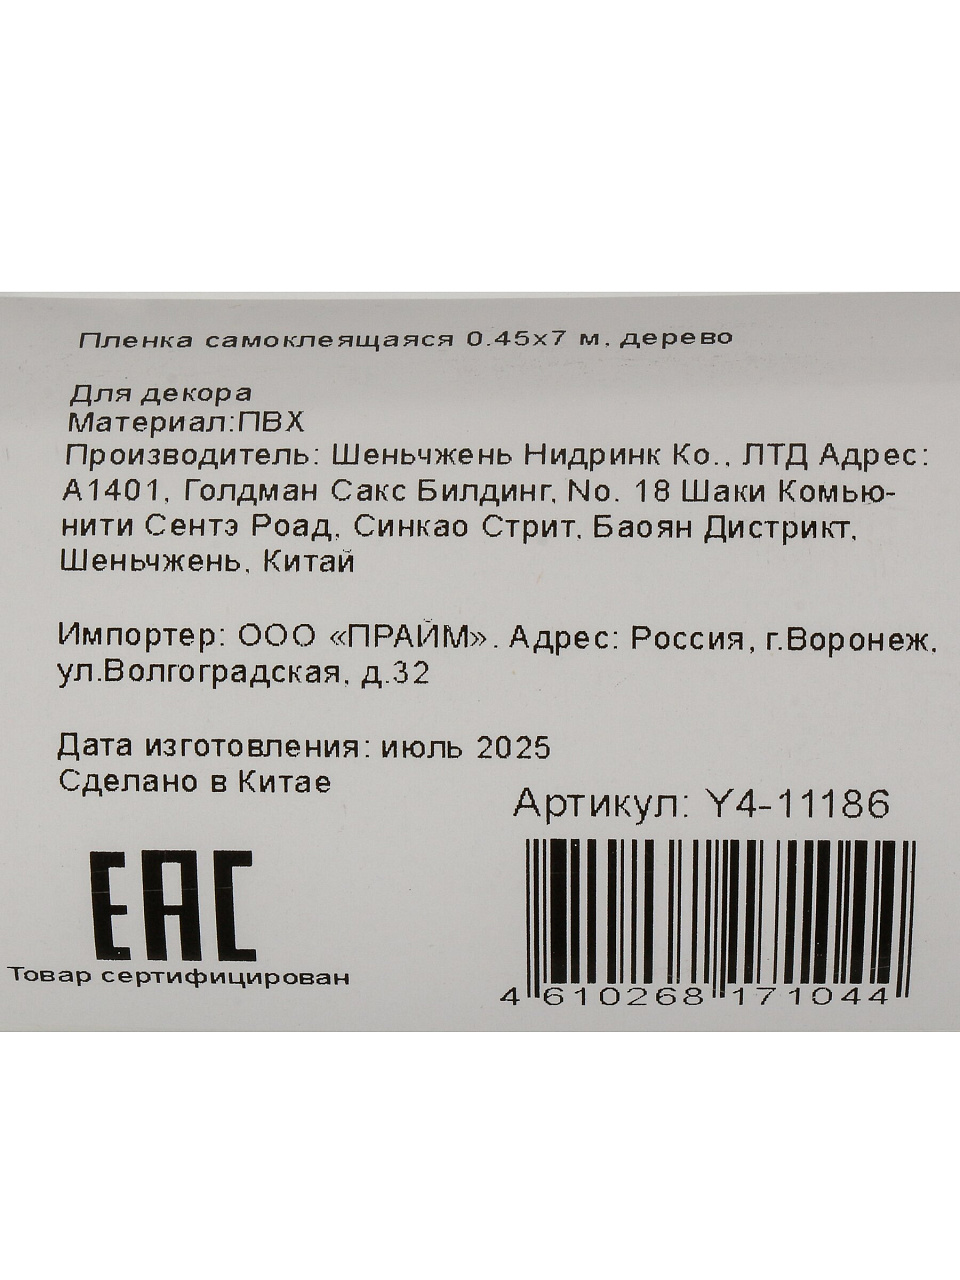 Пленка самоклеящаяся 0.45х7 м, дерево
Для декора
Материал:ПВХ
Производитель: Шеньчжень Нидринк Ко., ЛТД Адрес:
А1401, Голдман Сакс Билдинг, No. 18 Шаки Комью-
нити Сентэ Роад, Синкао Стрит, Баоян Дистрикт,
Шеньчжень, Китай
Импортер: ООО «ПРАЙМ». Адрес: Россия, г.Воронеж,
ул.Волгоградская, д.32
Дата изготовления: июль 2025
Сделано в Китае
Артикул: Y4-11186
EAC
Товар сертифицирован
4 610268 171044